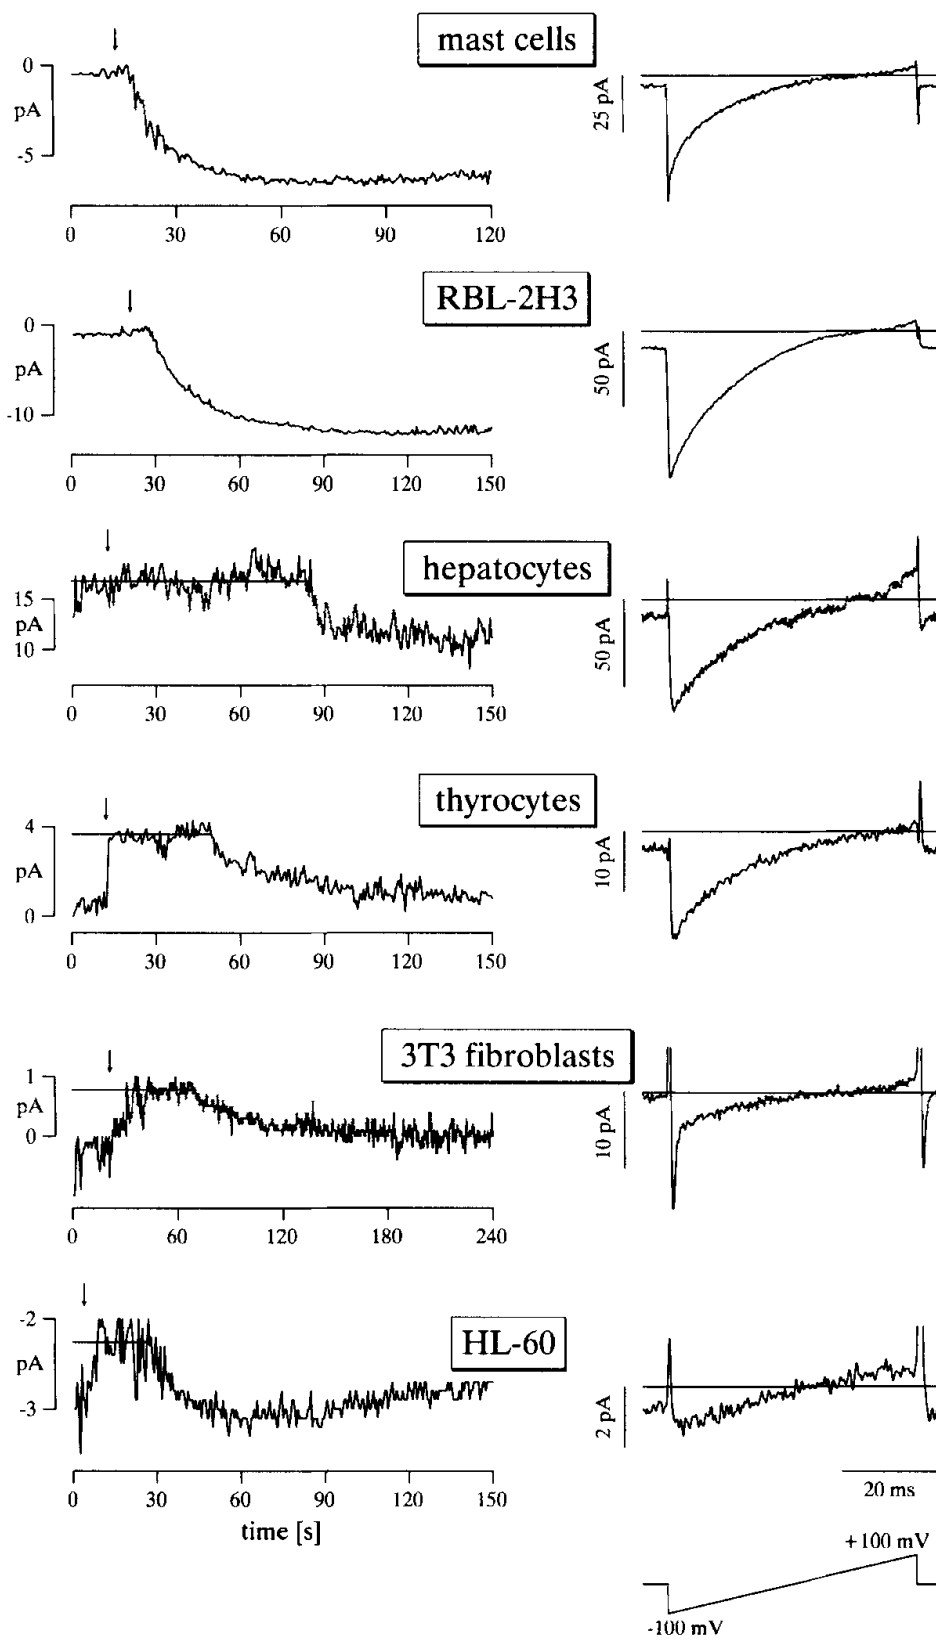 mast cells
0
pA
-5
0 30 60 90 120
25 pA
RBL-2H3
0
pA
-10
0 30 60 90 120 150
50 pA
hepatocytes
15
pA
10
0 30 60 90 120 150
50 pA
thyrocytes
4
pA
0
0 30 60 90 120 150
10 pA
3T3 fibroblasts
1
pA
0
0 60 120 180 240
10 pA
HL-60
-2
pA
-3
0 30 60 90 120 150
time [s]
2 pA
20 ms
+100 mV
-100 mV